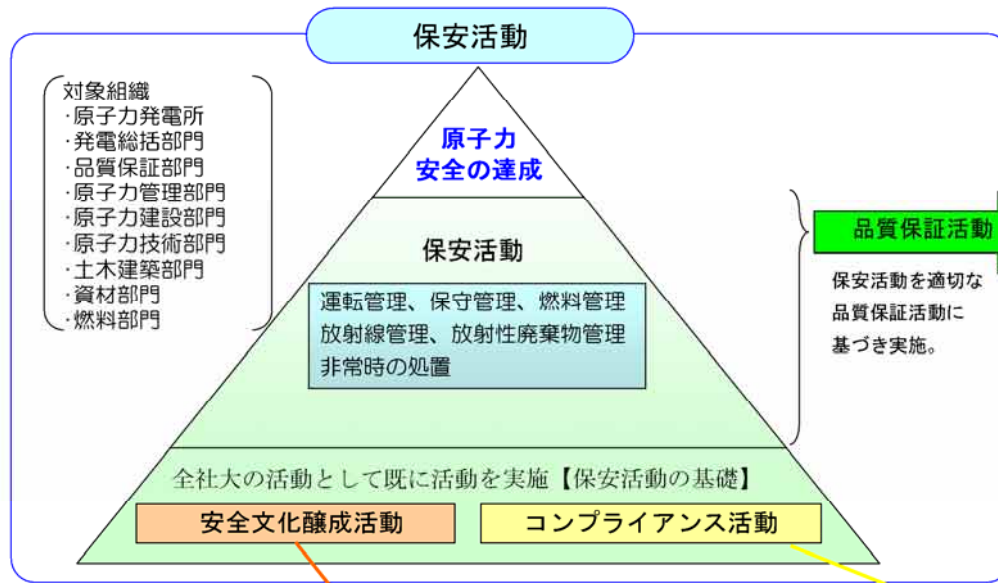 保安活動
対象組織
・原子力発電所
・発電総括部門
・品質保証部門
・原子力管理部門
・原子力建設部門
・原子力技術部門
・土木建築部門
・資材部門
・燃料部門
原子力
安全の達成
保安活動
運転管理、保守管理、燃料管理
放射線管理、放射性廃棄物管理
非常時の処置
品質保証活動
保安活動を適切な
品質保証活動に
基づき実施。
全社大の活動として既に活動を実施【保安活動の基礎】
安全文化醸成活動
コンプライアンス活動